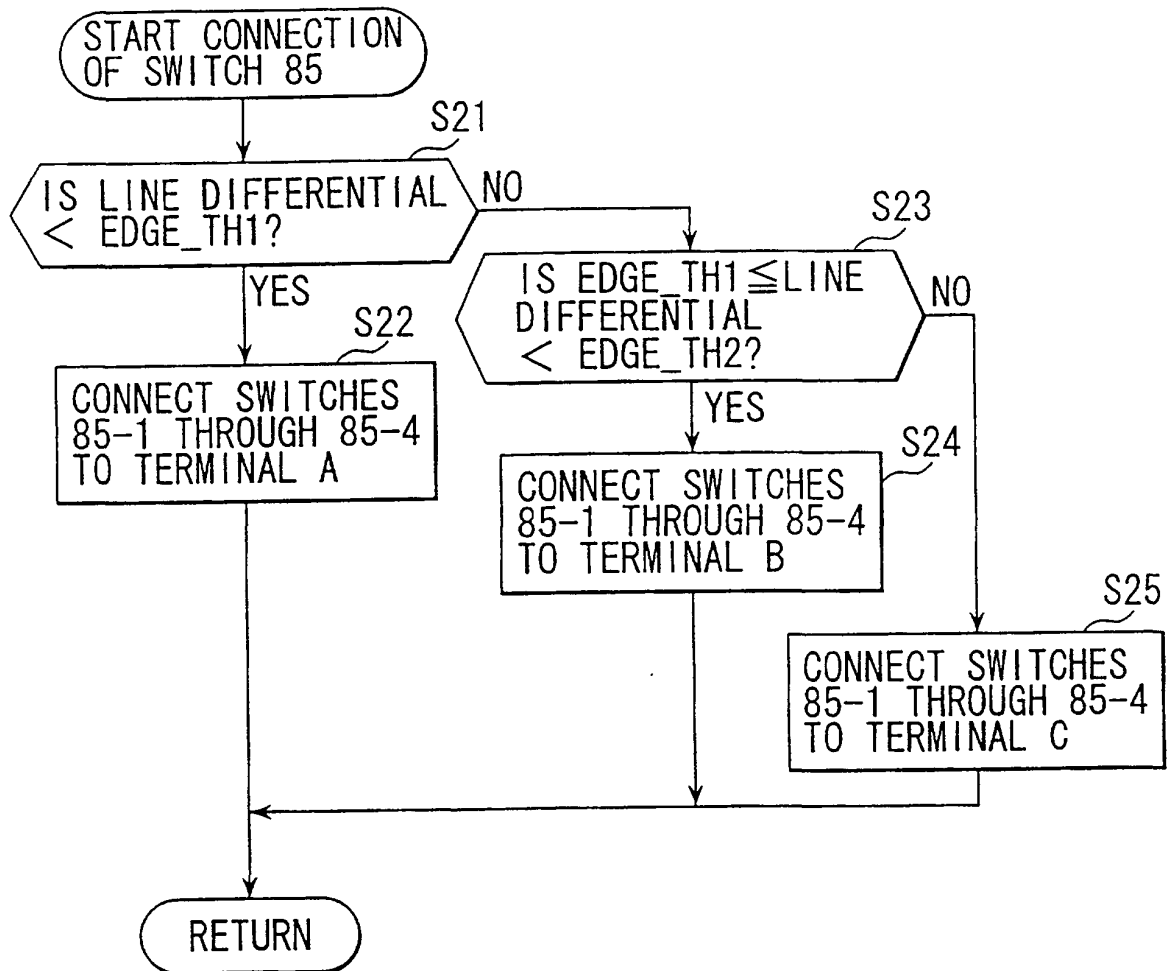 START CONNECTION
OF SWITCH 85
S21
IS LINE DIFFERENTIAL
< EDGE_TH1?
NO
YES
S23
IS EDGE_TH1≦LINE
DIFFERENTIAL
< EDGE_TH2?
NO
YES
S22
CONNECT SWITCHES
85-1 THROUGH 85-4
TO TERMINAL A
S24
CONNECT SWITCHES
85-1 THROUGH 85-4
TO TERMINAL B
S25
CONNECT SWITCHES
85-1 THROUGH 85-4
TO TERMINAL C
RETURN